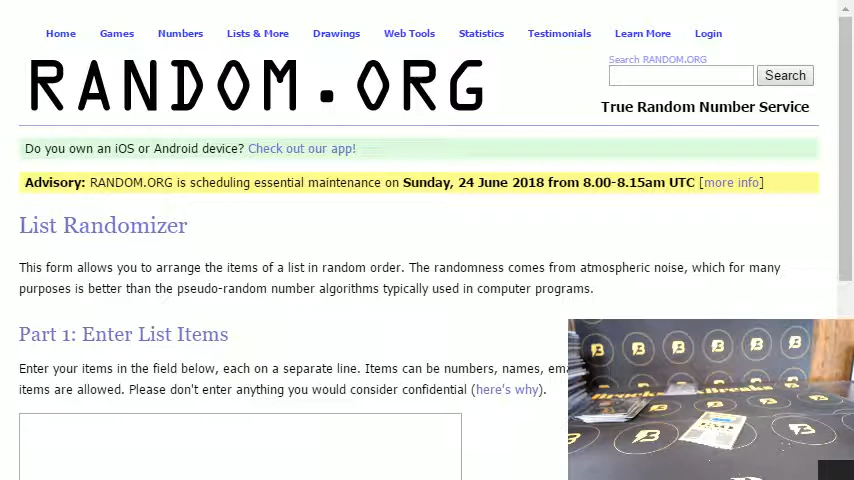 Home Games Numbers Lists & More Drawings Web Tools Statistics Testimonials Learn More Login
RANDOM.ORG
Search RANDOM.ORG
Search
True Random Number Service
Do you own an iOS or Android device? Check out our app!
Advisory: RANDOM.ORG is scheduling essential maintenance on Sunday, 24 June 2018 from 8.00-8.15am UTC [more info]
List Randomizer
This form allows you to arrange the items of a list in random order. The randomness comes from atmospheric noise, which for many
purposes is better than the pseudo-random number algorithms typically used in computer programs.
Part 1: Enter List Items
Enter your items in the field below, each on a separate line. Items can be numbers, names, ema
items are allowed. Please don't enter anything you would consider confidential (here's why).